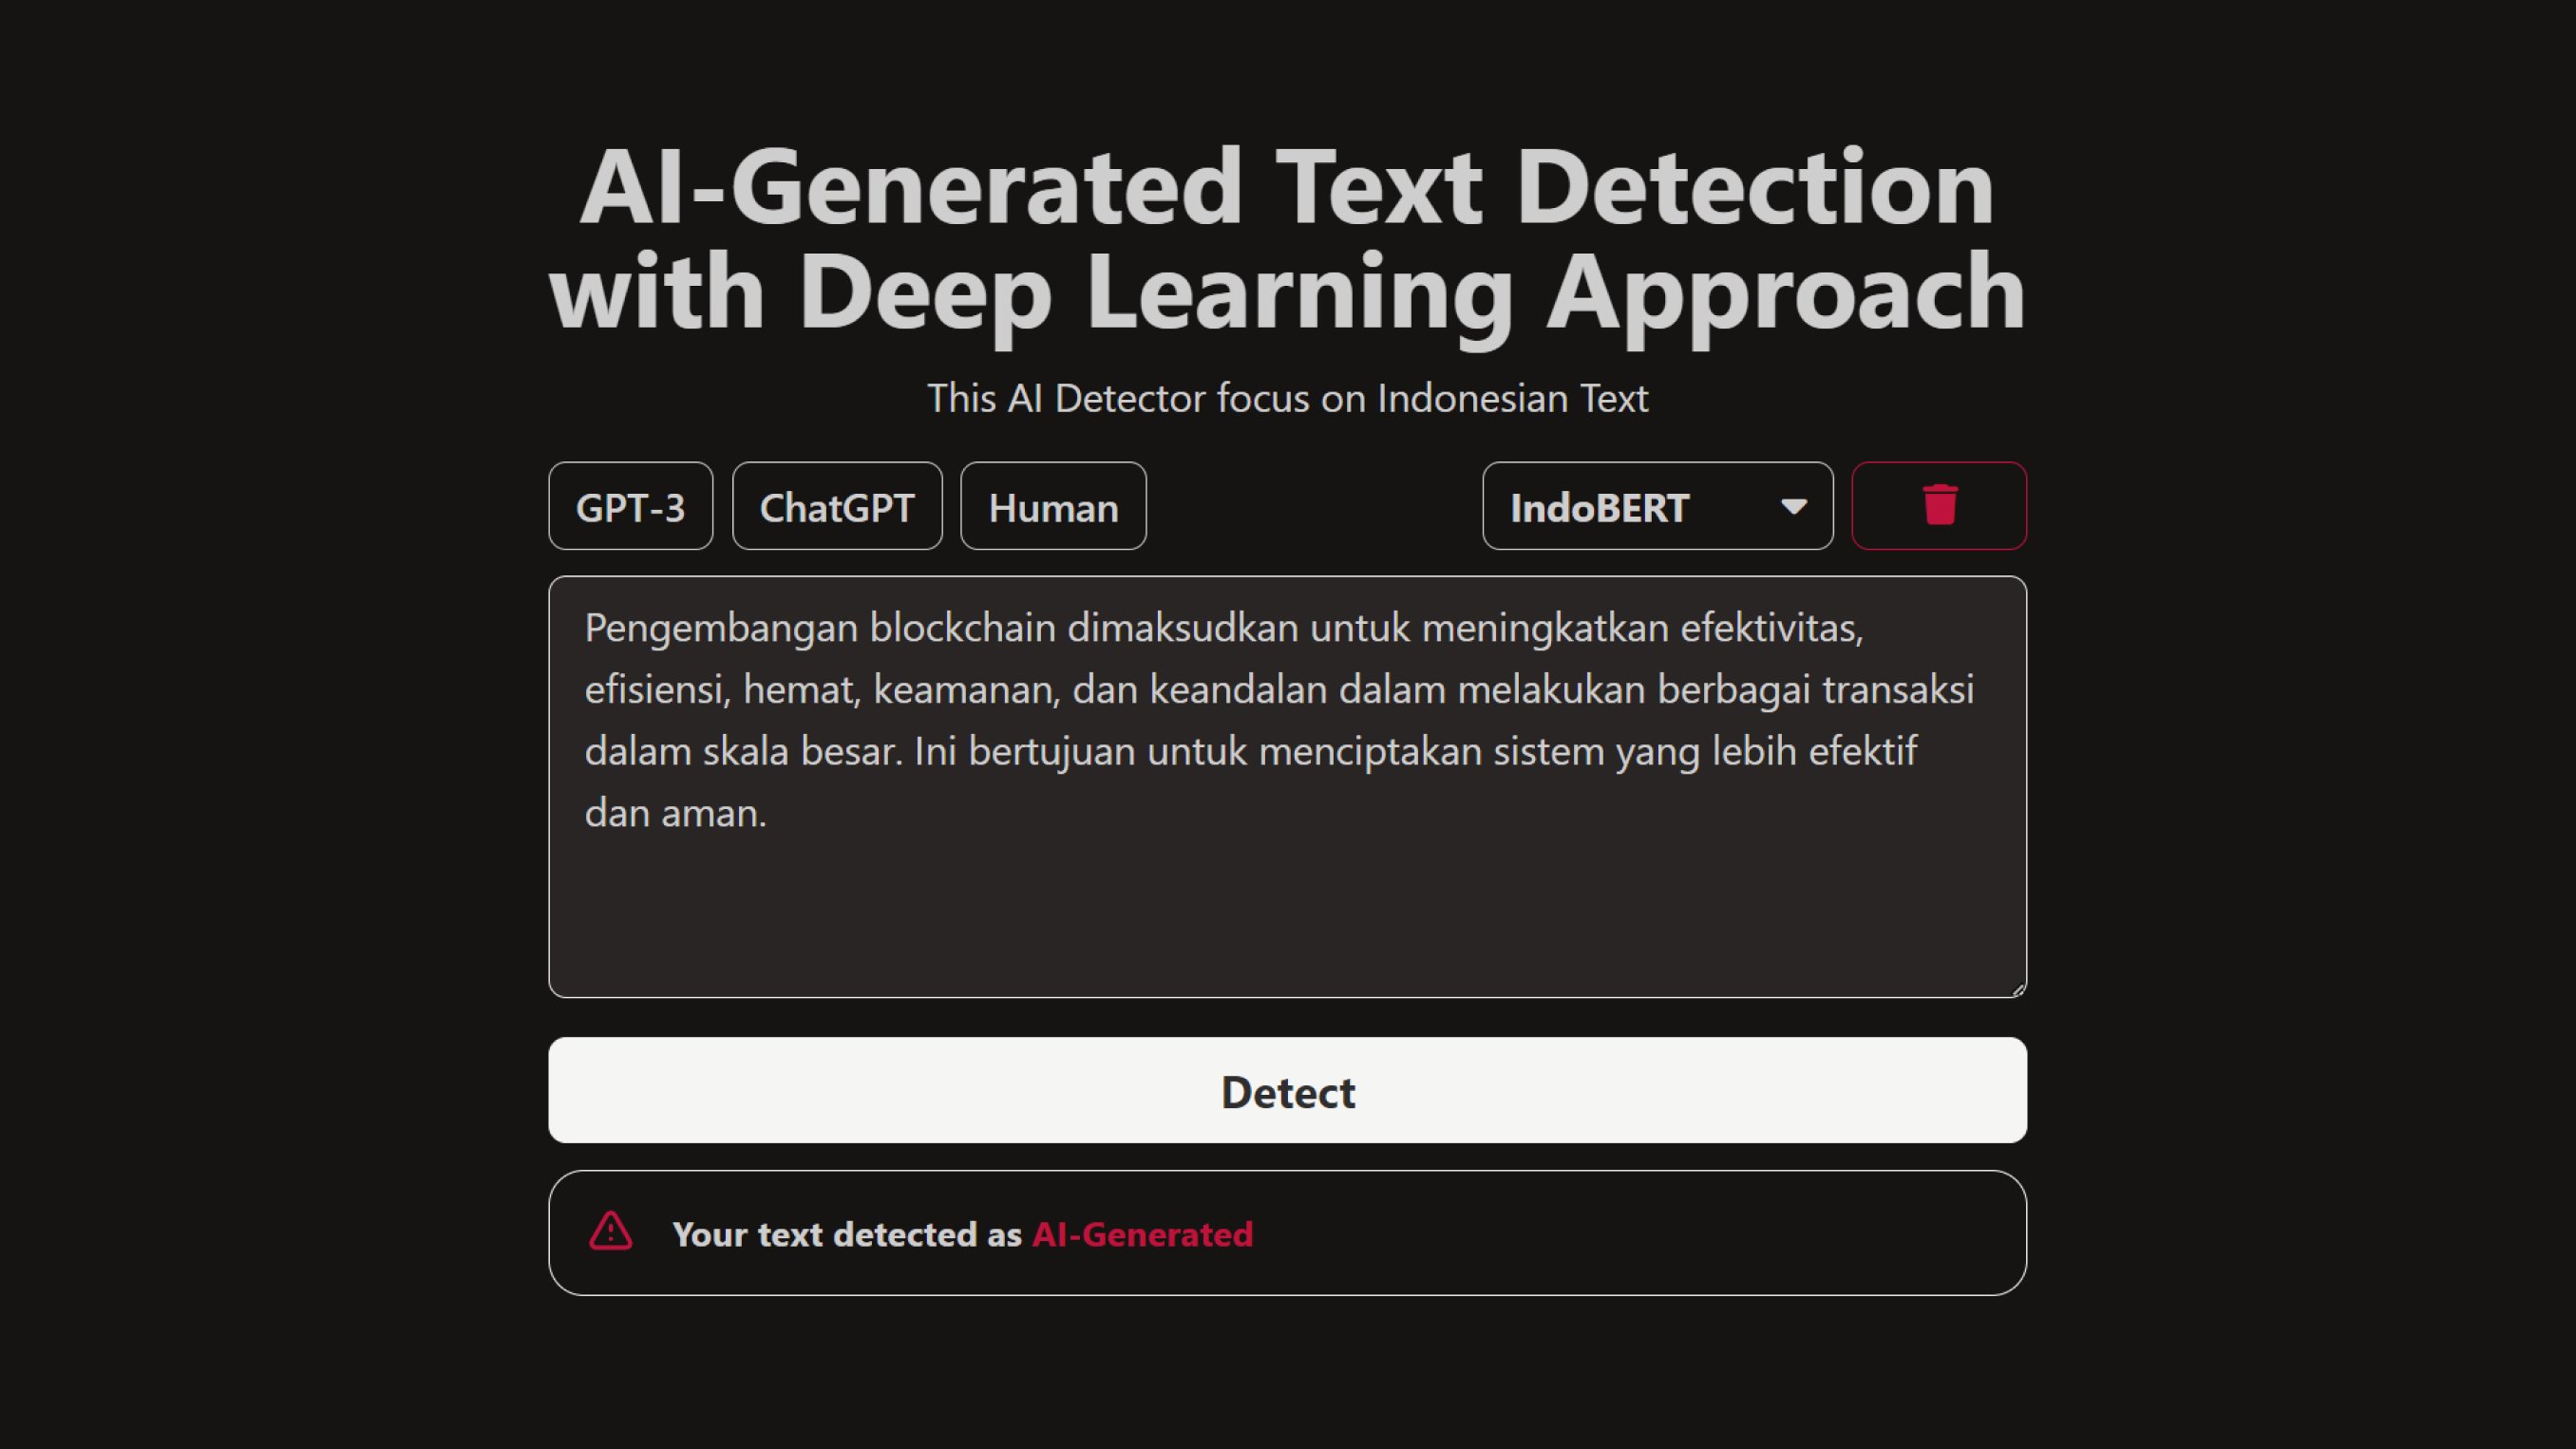 AI-Generated Text Detection
with Deep Learning Approach
This AI Detector focus on Indonesian Text
GPT-3 ChatGPT Human IndoBERT
Pengembangan blockchain dimaksudkan untuk meningkatkan efektivitas,
efisiensi, hemat, keamanan, dan keandalan dalam melakukan berbagai transaksi
dalam skala besar. Ini bertujuan untuk menciptakan sistem yang lebih efektif
dan aman.
Detect
Your text detected as AI-Generated